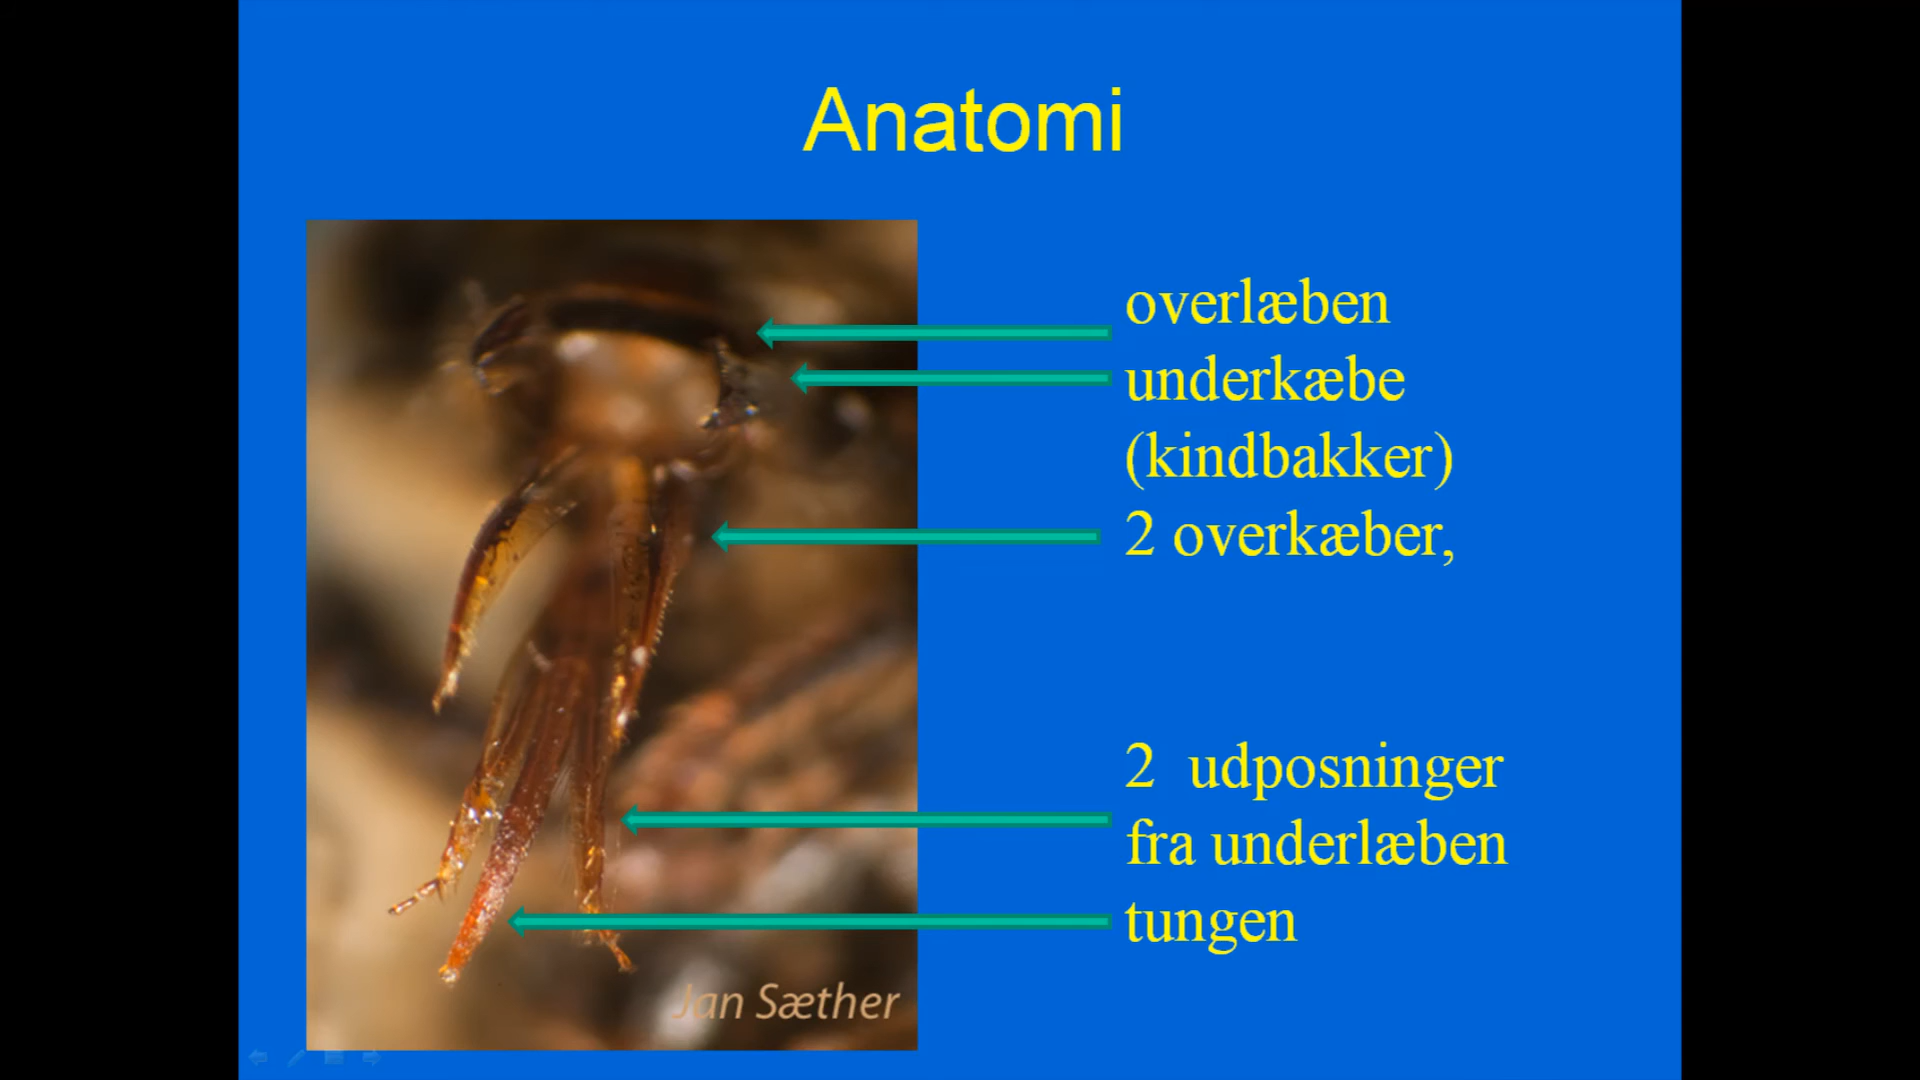 Anatomi
overlæben
underkæbe
(kindbakker)
2 overkæber,
2 udposninger
fra underlæben
tungen
Jan Sæther